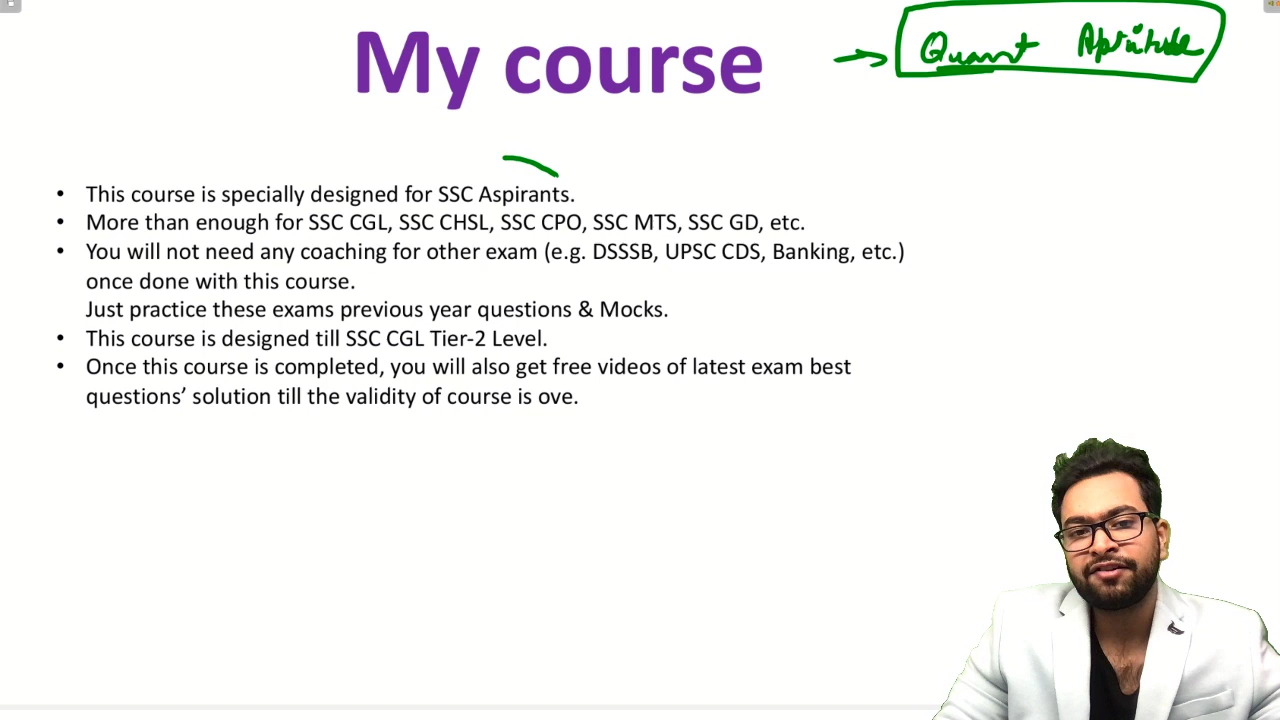 My course
→ Quant Aptitude
• This course is specially designed for SSC Aspirants.
• More than enough for SSC CGL, SSC CHSL, SSC CPO, SSC MTS, SSC GD, etc.
• You will not need any coaching for other exam (e.g. DSSSB, UPSC CDS, Banking, etc.)
once done with this course.
Just practice these exams previous year questions & Mocks.
• This course is designed till SSC CGL Tier-2 Level.
• Once this course is completed, you will also get free videos of latest exam best
questions’ solution till the validity of course is ove.